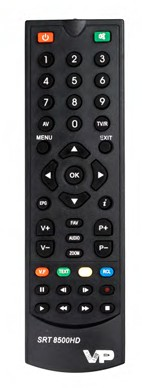 1 2 3
4 5 6
7 8 9
AV 0 TV/R
MENU EXIT
OK
EPG i
V+ FAV P+
AUDIO
V- ZOOM P-
V.F TEXT RCL
SRT 8500HD
VP